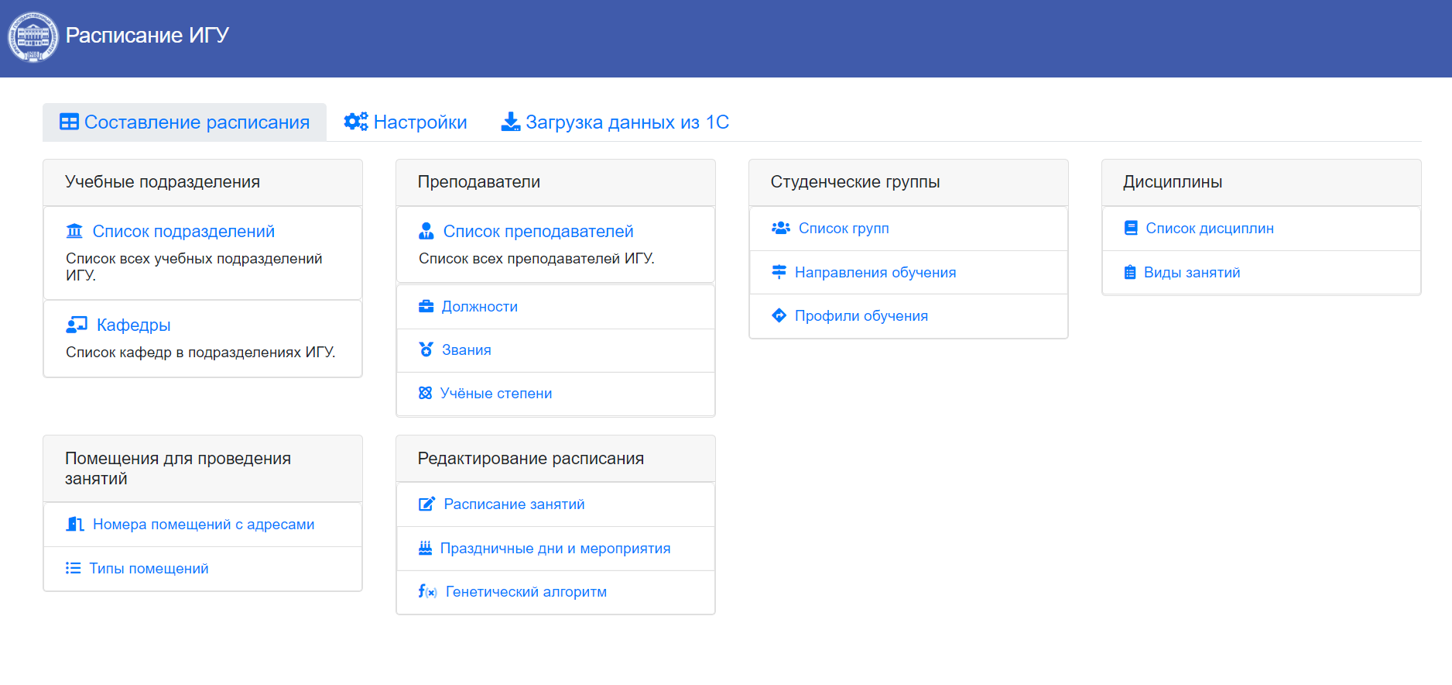 Расписание ИГУ
Составление расписания
Настройки
Загрузка данных из 1С
Учебные подразделения
Список подразделений
Список всех учебных подразделений
ИГУ.
Кафедры
Список кафедр в подразделениях ИГУ.
Преподаватели
Список преподавателей
Список всех преподавателей ИГУ.
Должности
Звания
Учёные степени
Студенческие группы
Список групп
Направления обучения
Профили обучения
Дисциплины
Список дисциплин
Виды занятий
Помещения для проведения
занятий
Номера помещений с адресами
Типы помещений
Редактирование расписания
Расписание занятий
Праздничные дни и мероприятия
Генетический алгоритм